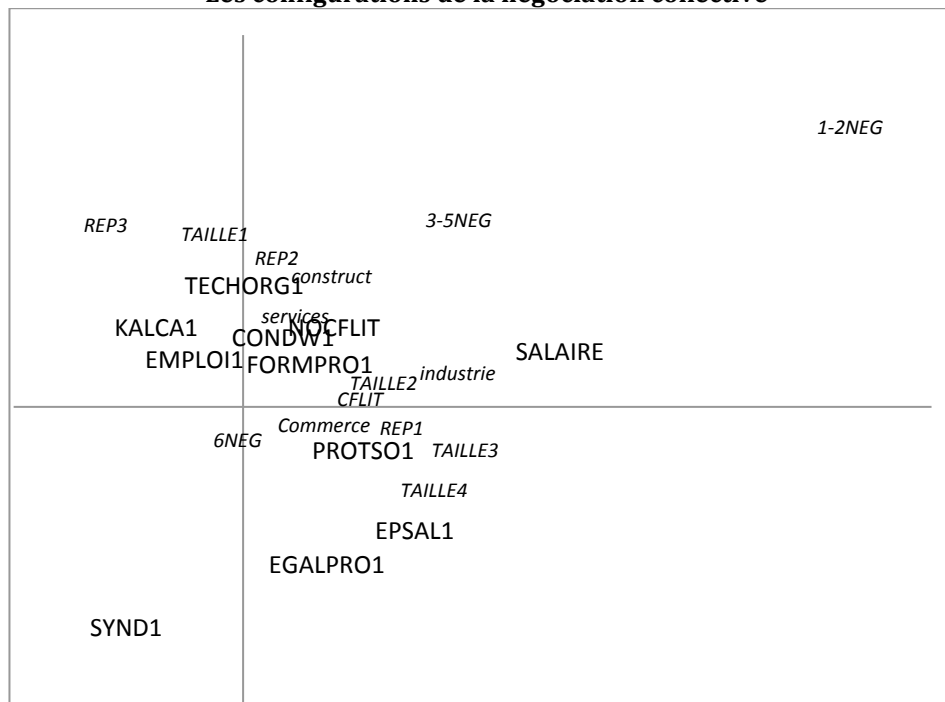 Les configurations de la négociation collective
1-2NEG
3-5NEG
REP3
TAILLE1
REP2
construct
TECHORG1
services
KALCA1
NOCFLIT
CONDW1
SALAIRE
EMPLOI1
FORMPRO1
industrie
TAILLE2
CFLIT
Commerce
REP1
6NEG
PROTSO1
TAILLE3
TAILLE4
EPSAL1
EGALPRO1
SYND1